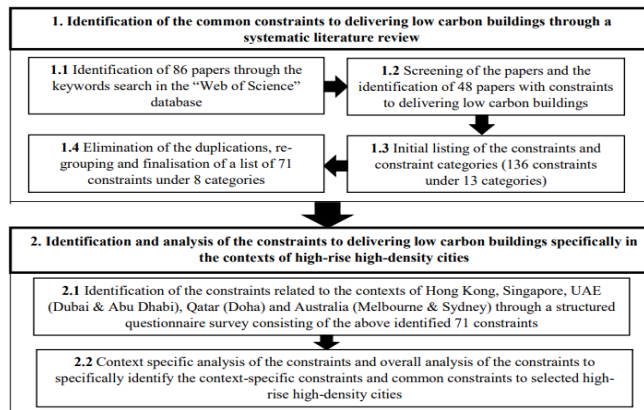 1. Identification of the common constraints to delivering low carbon buildings through a
systematic literature review
1.1 Identification of 86 papers through the
keywords search in the “Web of Science”
database
1.2 Screening of the papers and the
identification of 48 papers with constraints
to delivering low carbon buildings
1.3 Initial listing of the constraints and
constraint categories (136 constraints
under 13 categories)
1.4 Elimination of the duplications, re-
grouping and finalisation of a list of 71
constraints under 8 categories
2. Identification and analysis of the constraints to delivering low carbon buildings specifically in
the contexts of high-rise high-density cities
2.1 Identification of the constraints related to the contexts of Hong Kong, Singapore, UAE
(Dubai & Abu Dhabi), Qatar (Doha) and Australia (Melbourne & Sydney) through a structured
questionnaire survey consisting of the above identified 71 constraints
2.2 Context specific analysis of the constraints and overall analysis of the constraints to
specifically identify the context-specific constraints and common constraints to selected high-
rise high-density cities